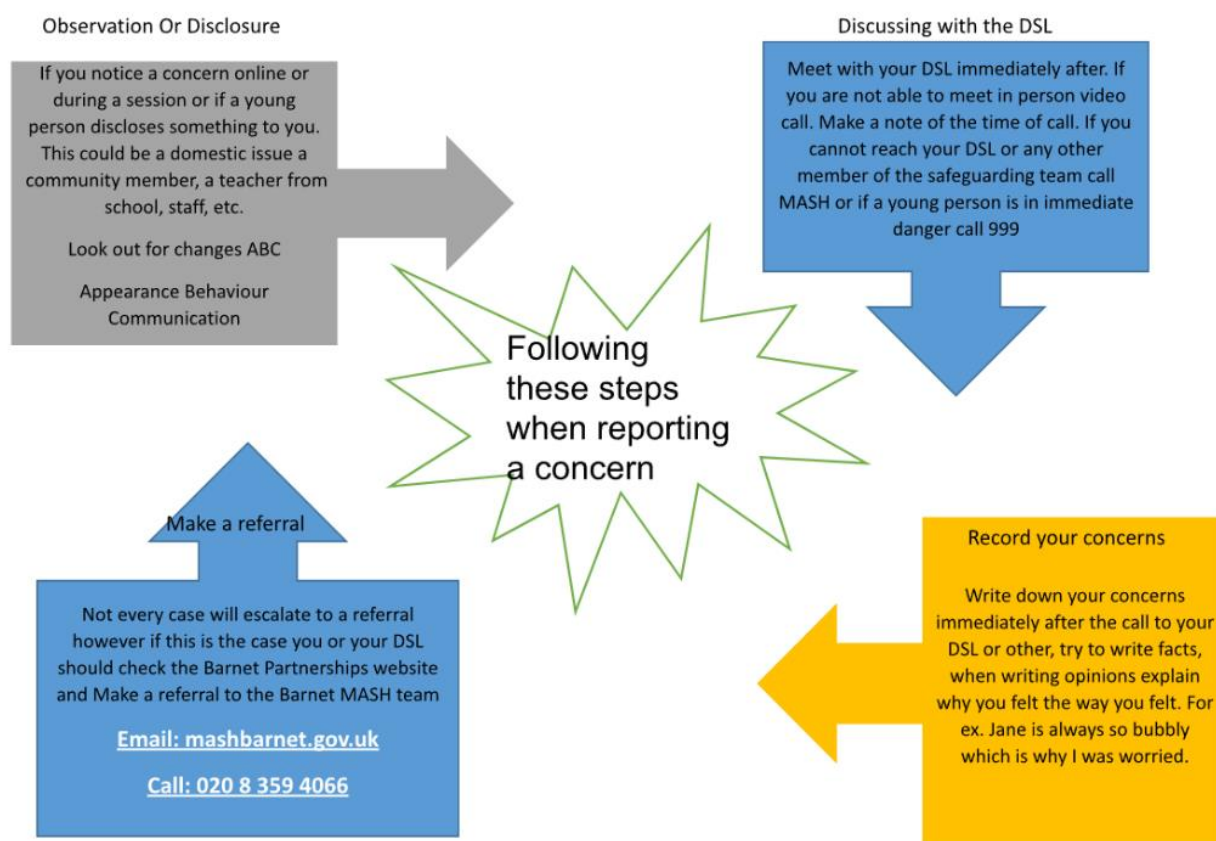 Observation Or Disclosure
If you notice a concern online or
during a session or if a young
person discloses something to you.
This could be a domestic issue a
community member, a teacher from
school, staff, etc.
Look out for changes ABC
Appearance Behaviour
Communication
Discussing with the DSL
Meet with your DSL immediately after. If
you are not able to meet in person video
call. Make a note of the time of call. If you
cannot reach your DSL or any other
member of the safeguarding team call
MASH or if a young person is in immediate
danger call 999
Following
these steps
when reporting
a concern
Record your concerns
Write down your concerns
immediately after the call to your
DSL or other, try to write facts,
when writing opinions explain
why you felt the way you felt. For
ex. Jane is always so bubbly
which is why I was worried.
Make a referral
Not every case will escalate to a referral
however if this is the case you or your DSL
should check the Barnet Partnerships website
and Make a referral to the Barnet MASH team
Email: mashbarnet.gov.uk
Call: 020 8 359 4066